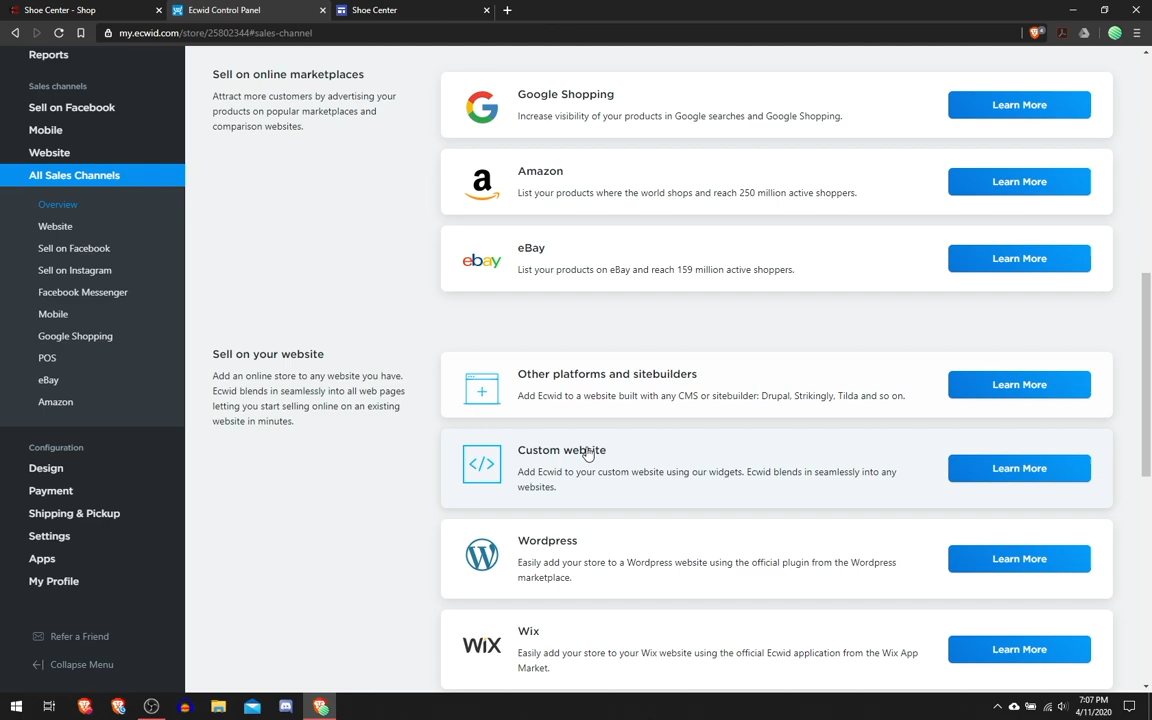 Shoe Center - Shop
Ecwid Control Panel
Shoe Center
my.ecwid.com/store/25802344#sales-channel
Reports
Sales channels
Sell on Facebook
Mobile
Website
All Sales Channels
Overview
Website
Sell on Facebook
Sell on Instagram
Facebook Messenger
Mobile
Google Shopping
POS
eBay
Amazon
Configuration
Design
Payment
Shipping & Pickup
Settings
Apps
My Profile
Refer a Friend
Collapse Menu
Sell on online marketplaces
Attract more customers by advertising your
products on popular marketplaces and
comparison websites.
Google Shopping
Increase visibility of your products in Google searches and Google Shopping.
Learn More
Amazon
List your products where the world shops and reach 250 million active shoppers.
Learn More
ebay
eBay
List your products on eBay and reach 159 million active shoppers.
Learn More
Sell on your website
Add an online store to any website you have.
Ecwid blends in seamlessly into all web pages
letting you start selling online on an existing
website in minutes.
Other platforms and sitebuilders
Add Ecwid to a website built with any CMS or sitebuilder: Drupal, Strikingly, Tilda and so on.
Learn More
Custom website
Add Ecwid to your custom website using our widgets. Ecwid blends in seamlessly into any
websites.
Learn More
Wordpress
Easily add your store to a Wordpress website using the official plugin from the Wordpress
marketplace.
Learn More
WiX
Wix
Easily add your store to your Wix website using the official Ecwid application from the Wix App
Market.
Learn More
7:07 PM
4/11/2020